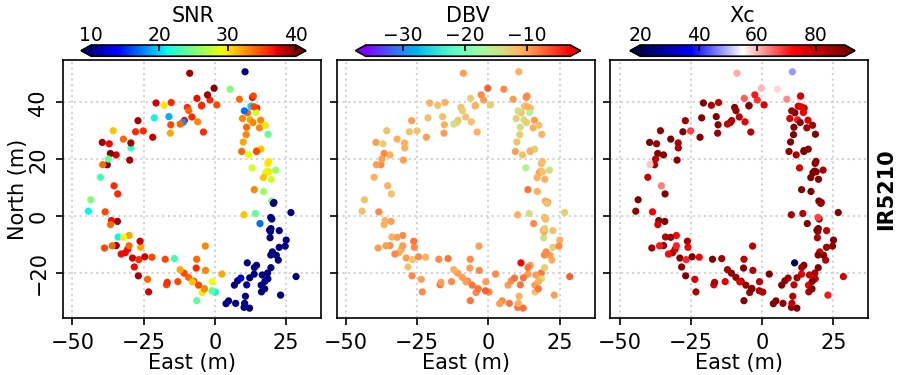 SNR DBV Xc
10 20 30 40 −30 −20 −10 20 40 60 80
40
20
0
−20
North (m)
−50 −25 0 25 −50 −25 0 25 −50 −25 0 25
East (m) East (m) East (m)
IR5210